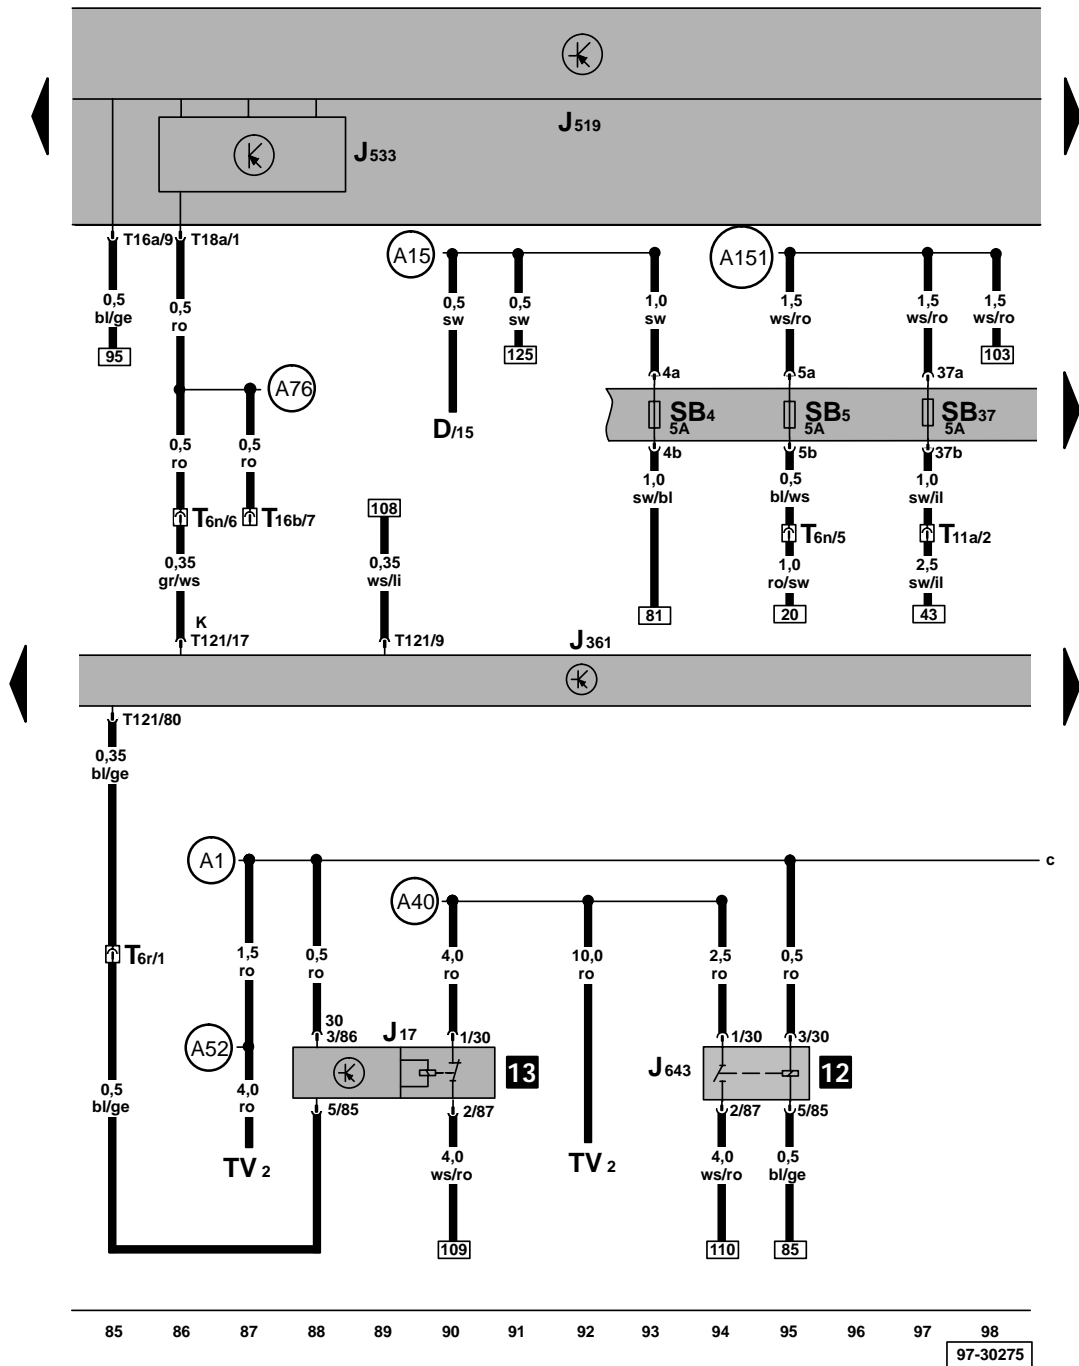 J519
J533
T16a/9
T18a/1
A15
A151
0,5
bl/ge
0,5
ro
0,5
sw
0,5
sw
1,0
sw
1,5
ws/ro
1,5
ws/ro
1,5
ws/ro
95
125
103
A76
4a
5a
37a
SB4
5A
SB5
5A
SB37
5A
D/15
4b
5b
37b
0,5
ro
0,5
ro
1,0
sw/bl
0,5
bl/ws
1,0
sw/il
T6n/6
T16b/7
108
T6n/5
T11a/2
0,35
gr/ws
0,35
ws/li
1,0
ro/sw
2,5
sw/il
81
20
43
K
T121/17
T121/9
J361
T121/80
0,35
bl/ge
A1
c
A40
T6r/1
1,5
ro
0,5
ro
4,0
ro
10,0
ro
2,5
ro
0,5
ro
A52
30
3/86
J17
1/30
1/30
3/30
13
J643
12
0,5
bl/ge
4,0
ro
5/85
2/87
2/87
5/85
TV2
4,0
ws/ro
TV2
4,0
ws/ro
0,5
bl/ge
109
110
85
85 86 87 88 89 90 91 92 93 94 95 96 97 98
97-30275